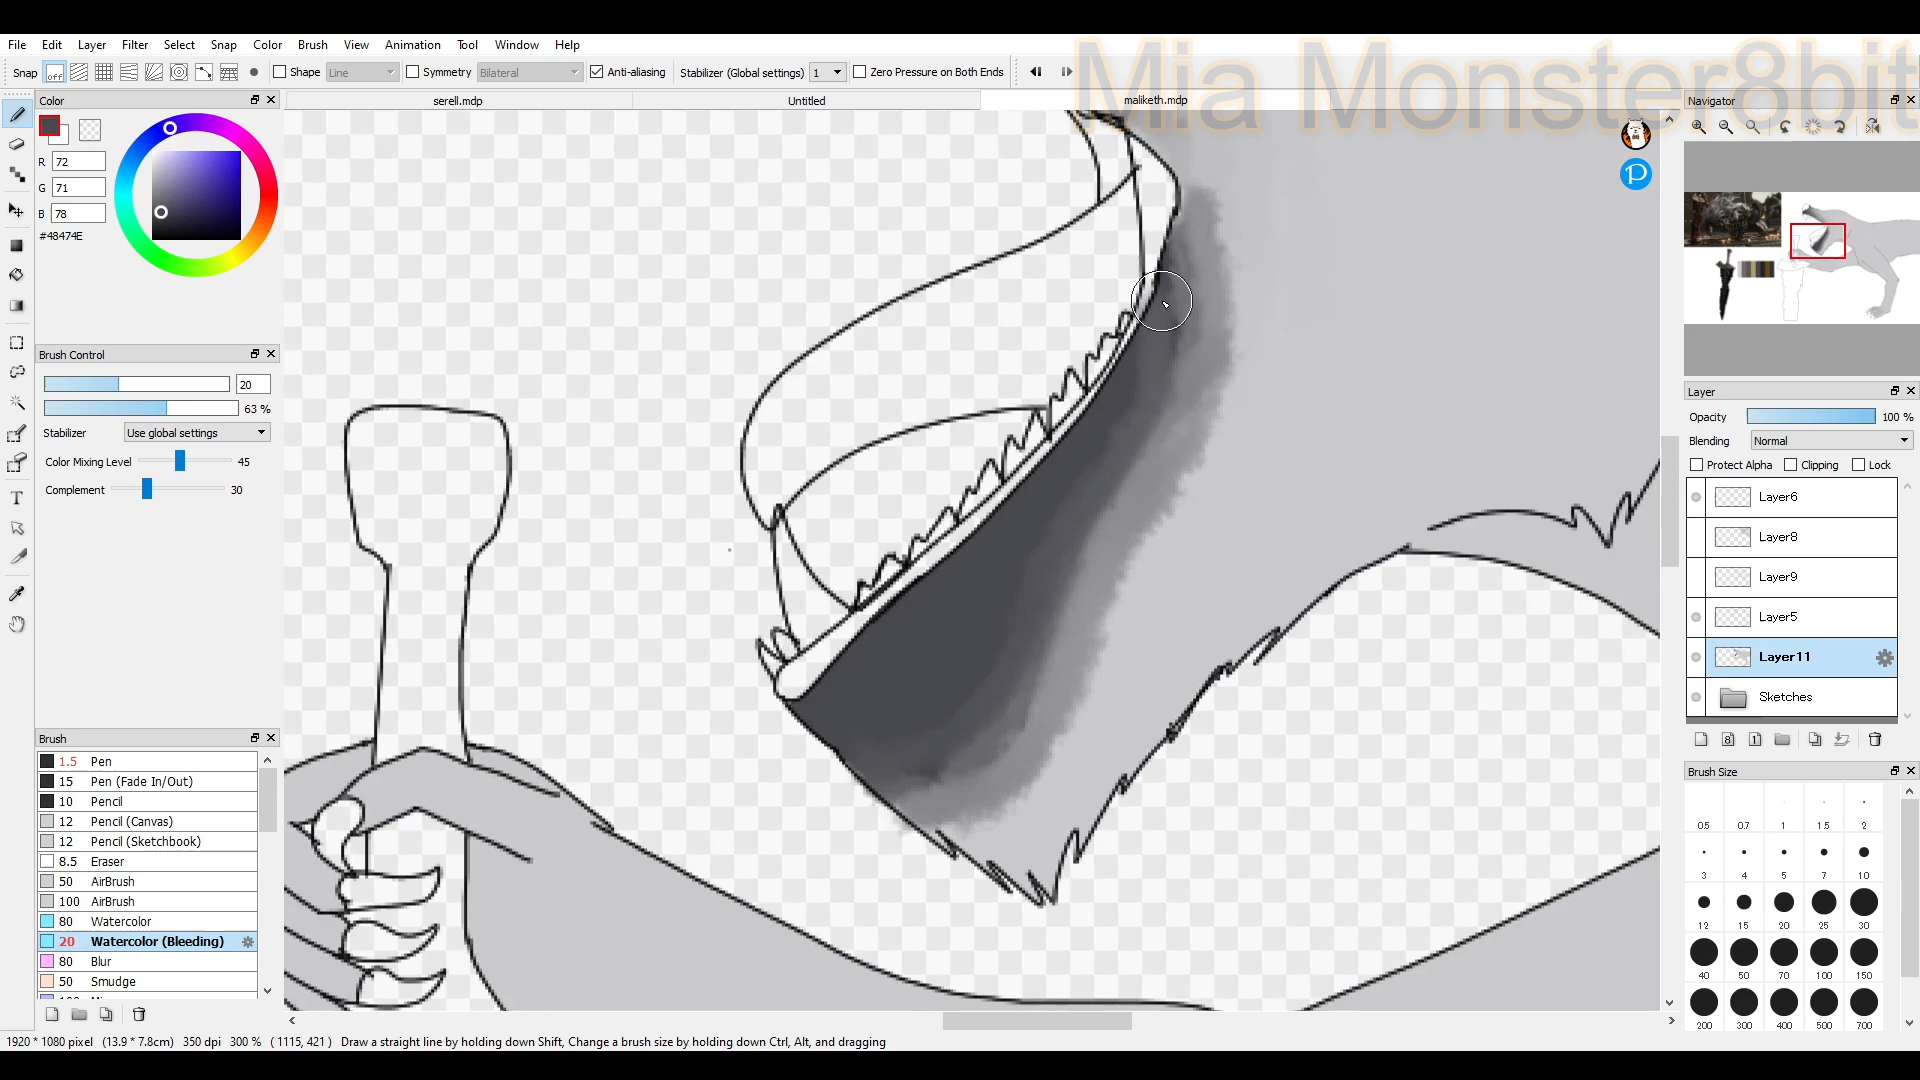 File Edit Layer Filter Select Snap Color Brush View Animation Tool Window Help
Snap off Shape Line Symmetry Bilateral Anti-aliasing Stabilizer (Global settings) 1 Zero Pressure on Both Ends
Mia Monster8bit
Color
serell.mdp
Untitled
maliketh.mdp
Navigator
R 72
G 71
B 78
#48474E
Brush Control
20
63 %
Stabilizer Use global settings
Color Mixing Level 45
Complement 30
Layer
Opacity 100 %
Blending Normal
Protect Alpha Clipping Lock
Layer6
Layer8
Layer9
Layer5
Layer11
Sketches
Brush
1.5 Pen
15 Pen (Fade In/Out)
10 Pencil
12 Pencil (Canvas)
12 Pencil (Sketchbook)
8.5 Eraser
50 AirBrush
100 AirBrush
80 Watercolor
20 Watercolor (Bleeding)
80 Blur
50 Smudge
Brush Size
0.5 0.7 1 1.5 2
3 4 5 7 10
12 15 20 25 30
40 50 70 100 150
200 300 400 500 700
1920 * 1080 pixel (13.9 * 7.8cm) 350 dpi 300 % ( 1115, 421 ) Draw a straight line by holding down Shift, Change a brush size by holding down Ctrl, Alt, and dragging